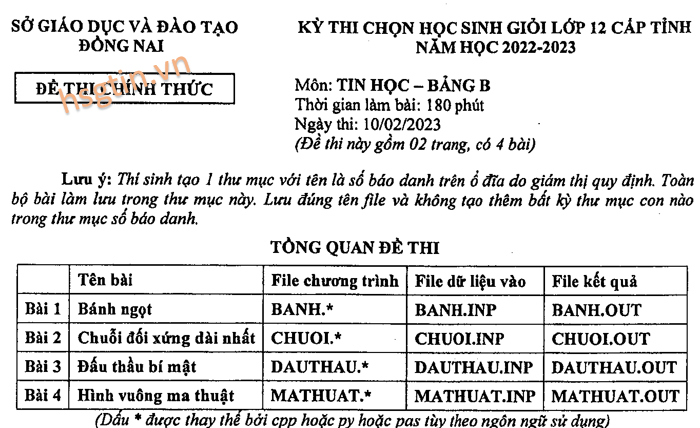 SỞ GIÁO DỤC VÀ ĐÀO TẠO
ĐỒNG NAI
ĐỀ THI CHÍNH THỨC
hsgtin.vn
KỲ THI CHỌN HỌC SINH GIỎI LỚP 12 CẤP TỈNH
NĂM HỌC 2022-2023
Môn: TIN HỌC – BẢNG B
Thời gian làm bài: 180 phút
Ngày thi: 10/02/2023
(Đề thi này gồm 02 trang, có 4 bài)
Lưu ý: Thí sinh tạo 1 thư mục với tên là số báo danh trên ổ đĩa do giám thị quy định. Toàn
bộ bài làm lưu trong thư mục này. Lưu đúng tên file và không tạo thêm bất kỳ thư mục con nào
trong thư mục số báo danh.
TỔNG QUAN ĐỀ THI
Tên bài File chương trình File dữ liệu vào File kết quả
Bài 1 Bánh ngọt BANH.* BANH.INP BANH.OUT
Bài 2 Chuỗi đối xứng dài nhất CHUOI.* CHUOI.INP CHUOI.OUT
Bài 3 Đấu thầu bí mật DAUTHAU.* DAUTHAU.INP DAUTHAU.OUT
Bài 4 Hình vuông ma thuật MATHUAT.* MATHUAT.INP MATHUAT.OUT
(Dấu * được thay thế bởi cpp hoặc py hoặc pas tùy theo ngôn ngữ sử dụng)